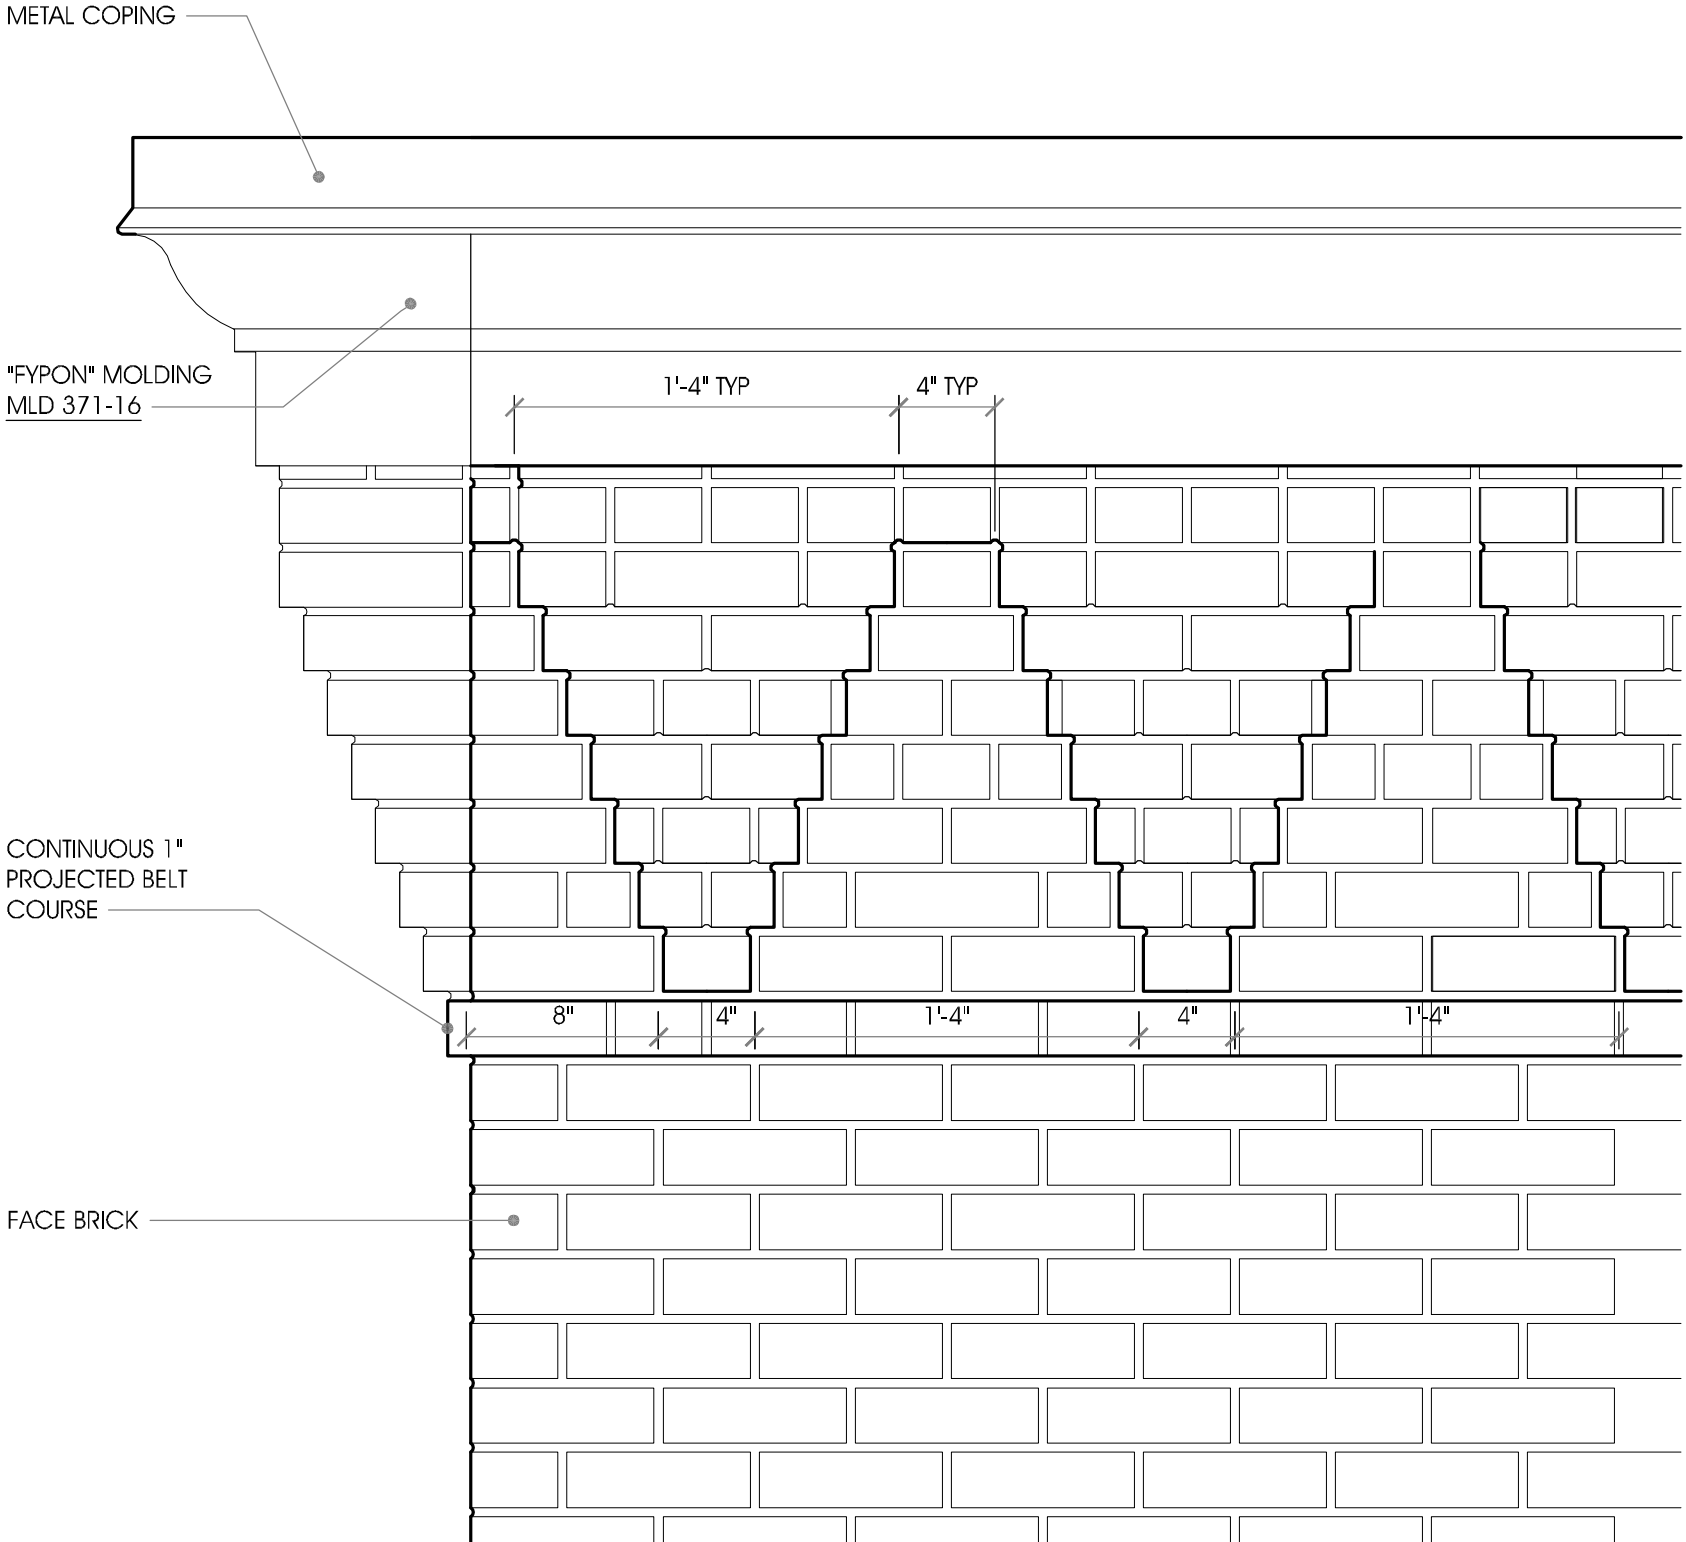 METAL COPING
"FYPON" MOLDING
MLD 371-16
1'-4" TYP
4" TYP
CONTINUOUS 1"
PROJECTED BELT
COURSE
8"
4"
1'-4"
4"
1'-4"
FACE BRICK